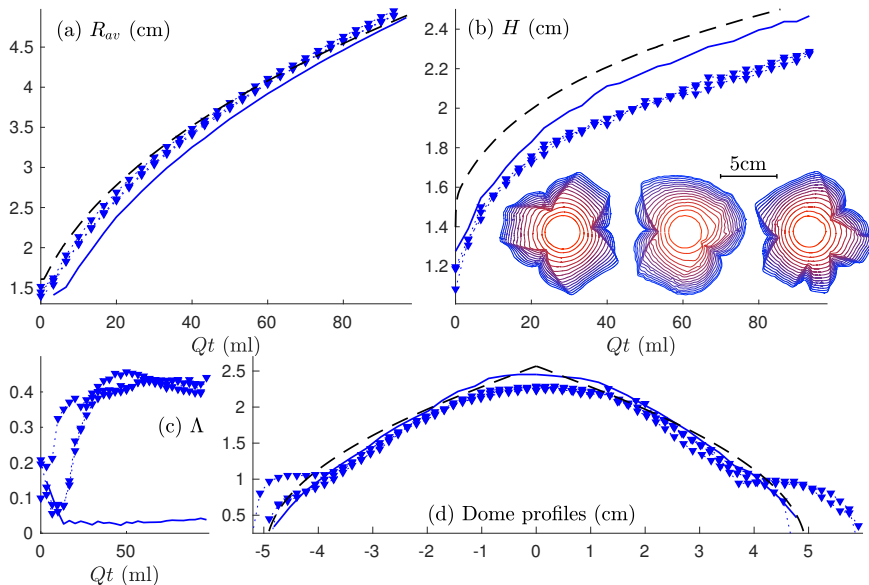 (a) R_av (cm)
4.5
4
3.5
3
2.5
2
1.5
0 20 40 60 80
Qt (ml)
(b) H (cm)
2.4
2.2
2
1.8
1.6
1.4
1.2
5cm
0 20 40 60 80
Qt (ml)
(c) Λ
0.4
0.3
0.2
0.1
0
0 50
Qt (ml)
2.5
2
1.5
1
0.5
(d) Dome profiles (cm)
-5 -4 -3 -2 -1 0 1 2 3 4 5